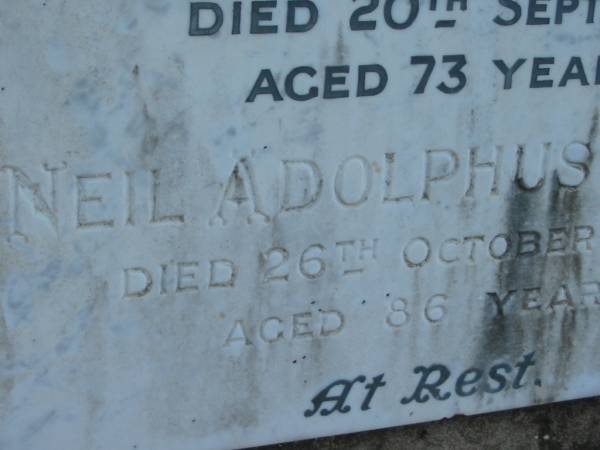 DIED 20TH SEPT
AGED 73 YEA
NEIL ADOLPHUS
DIED 26TH OCTOBER
AGED 86 YEAR
At Rest.